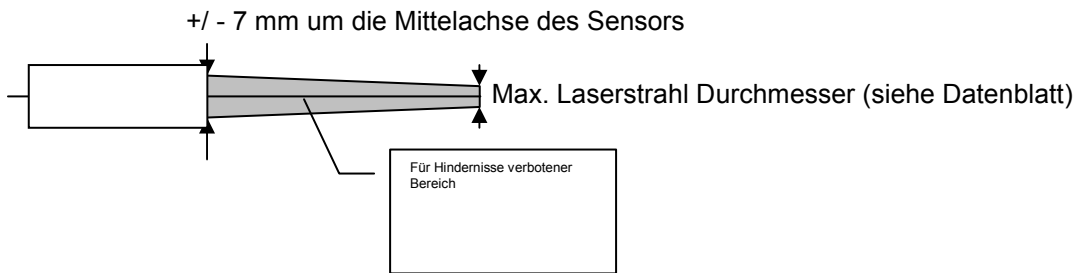 +/ - 7 mm um die Mittelachse des Sensors
Max. Laserstrahl Durchmesser (siehe Datenblatt)
Für Hindernisse verbotener
Bereich